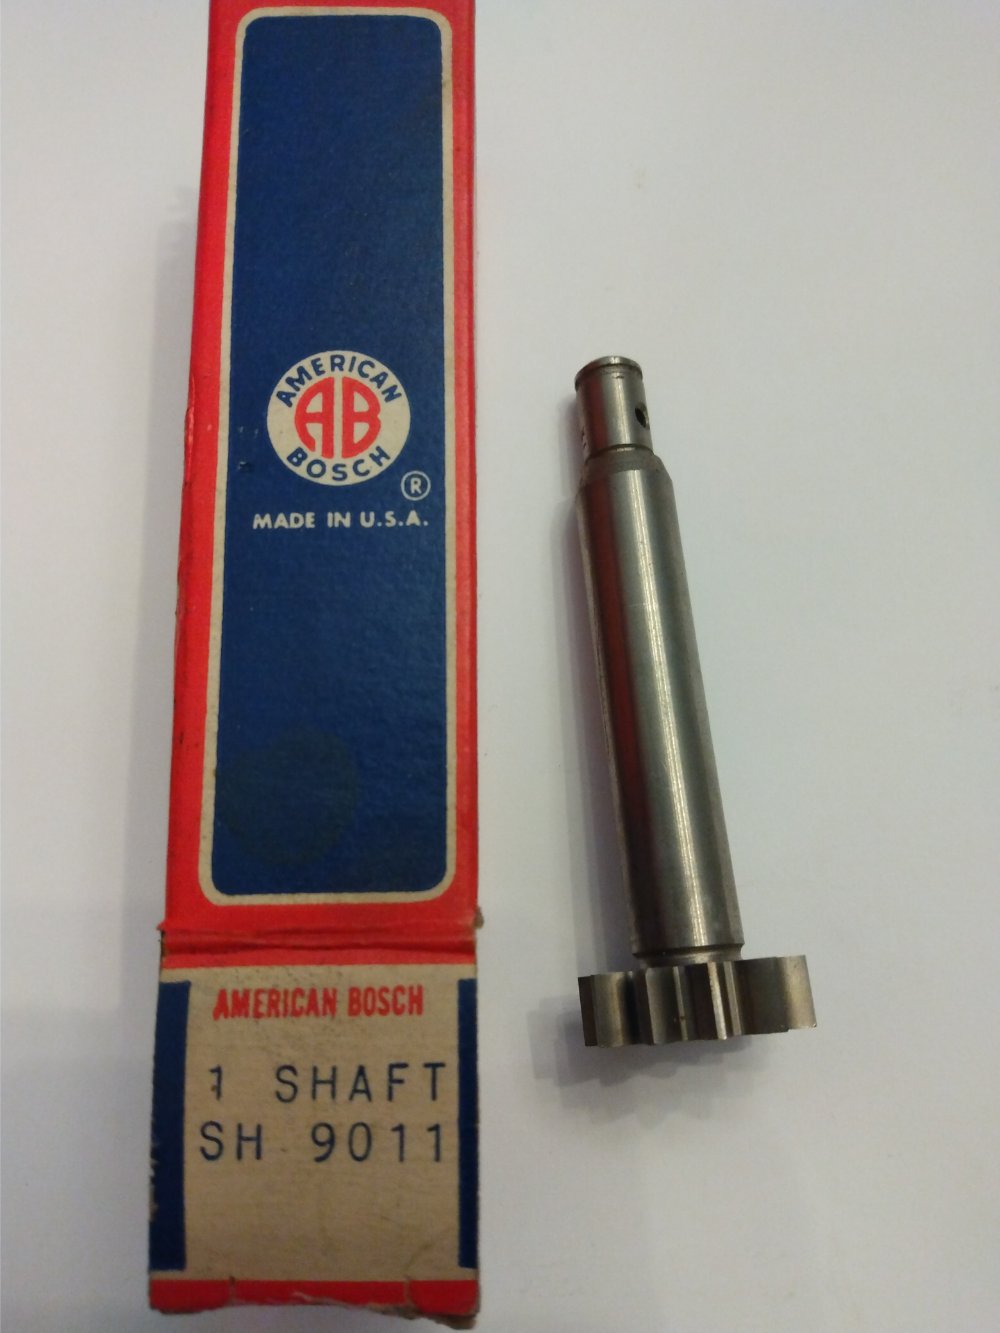 AMERICAN
AB
BOSCH
®
MADE IN U.S.A.
AMERICAN BOSCH
1 SHAFT
SH 9011